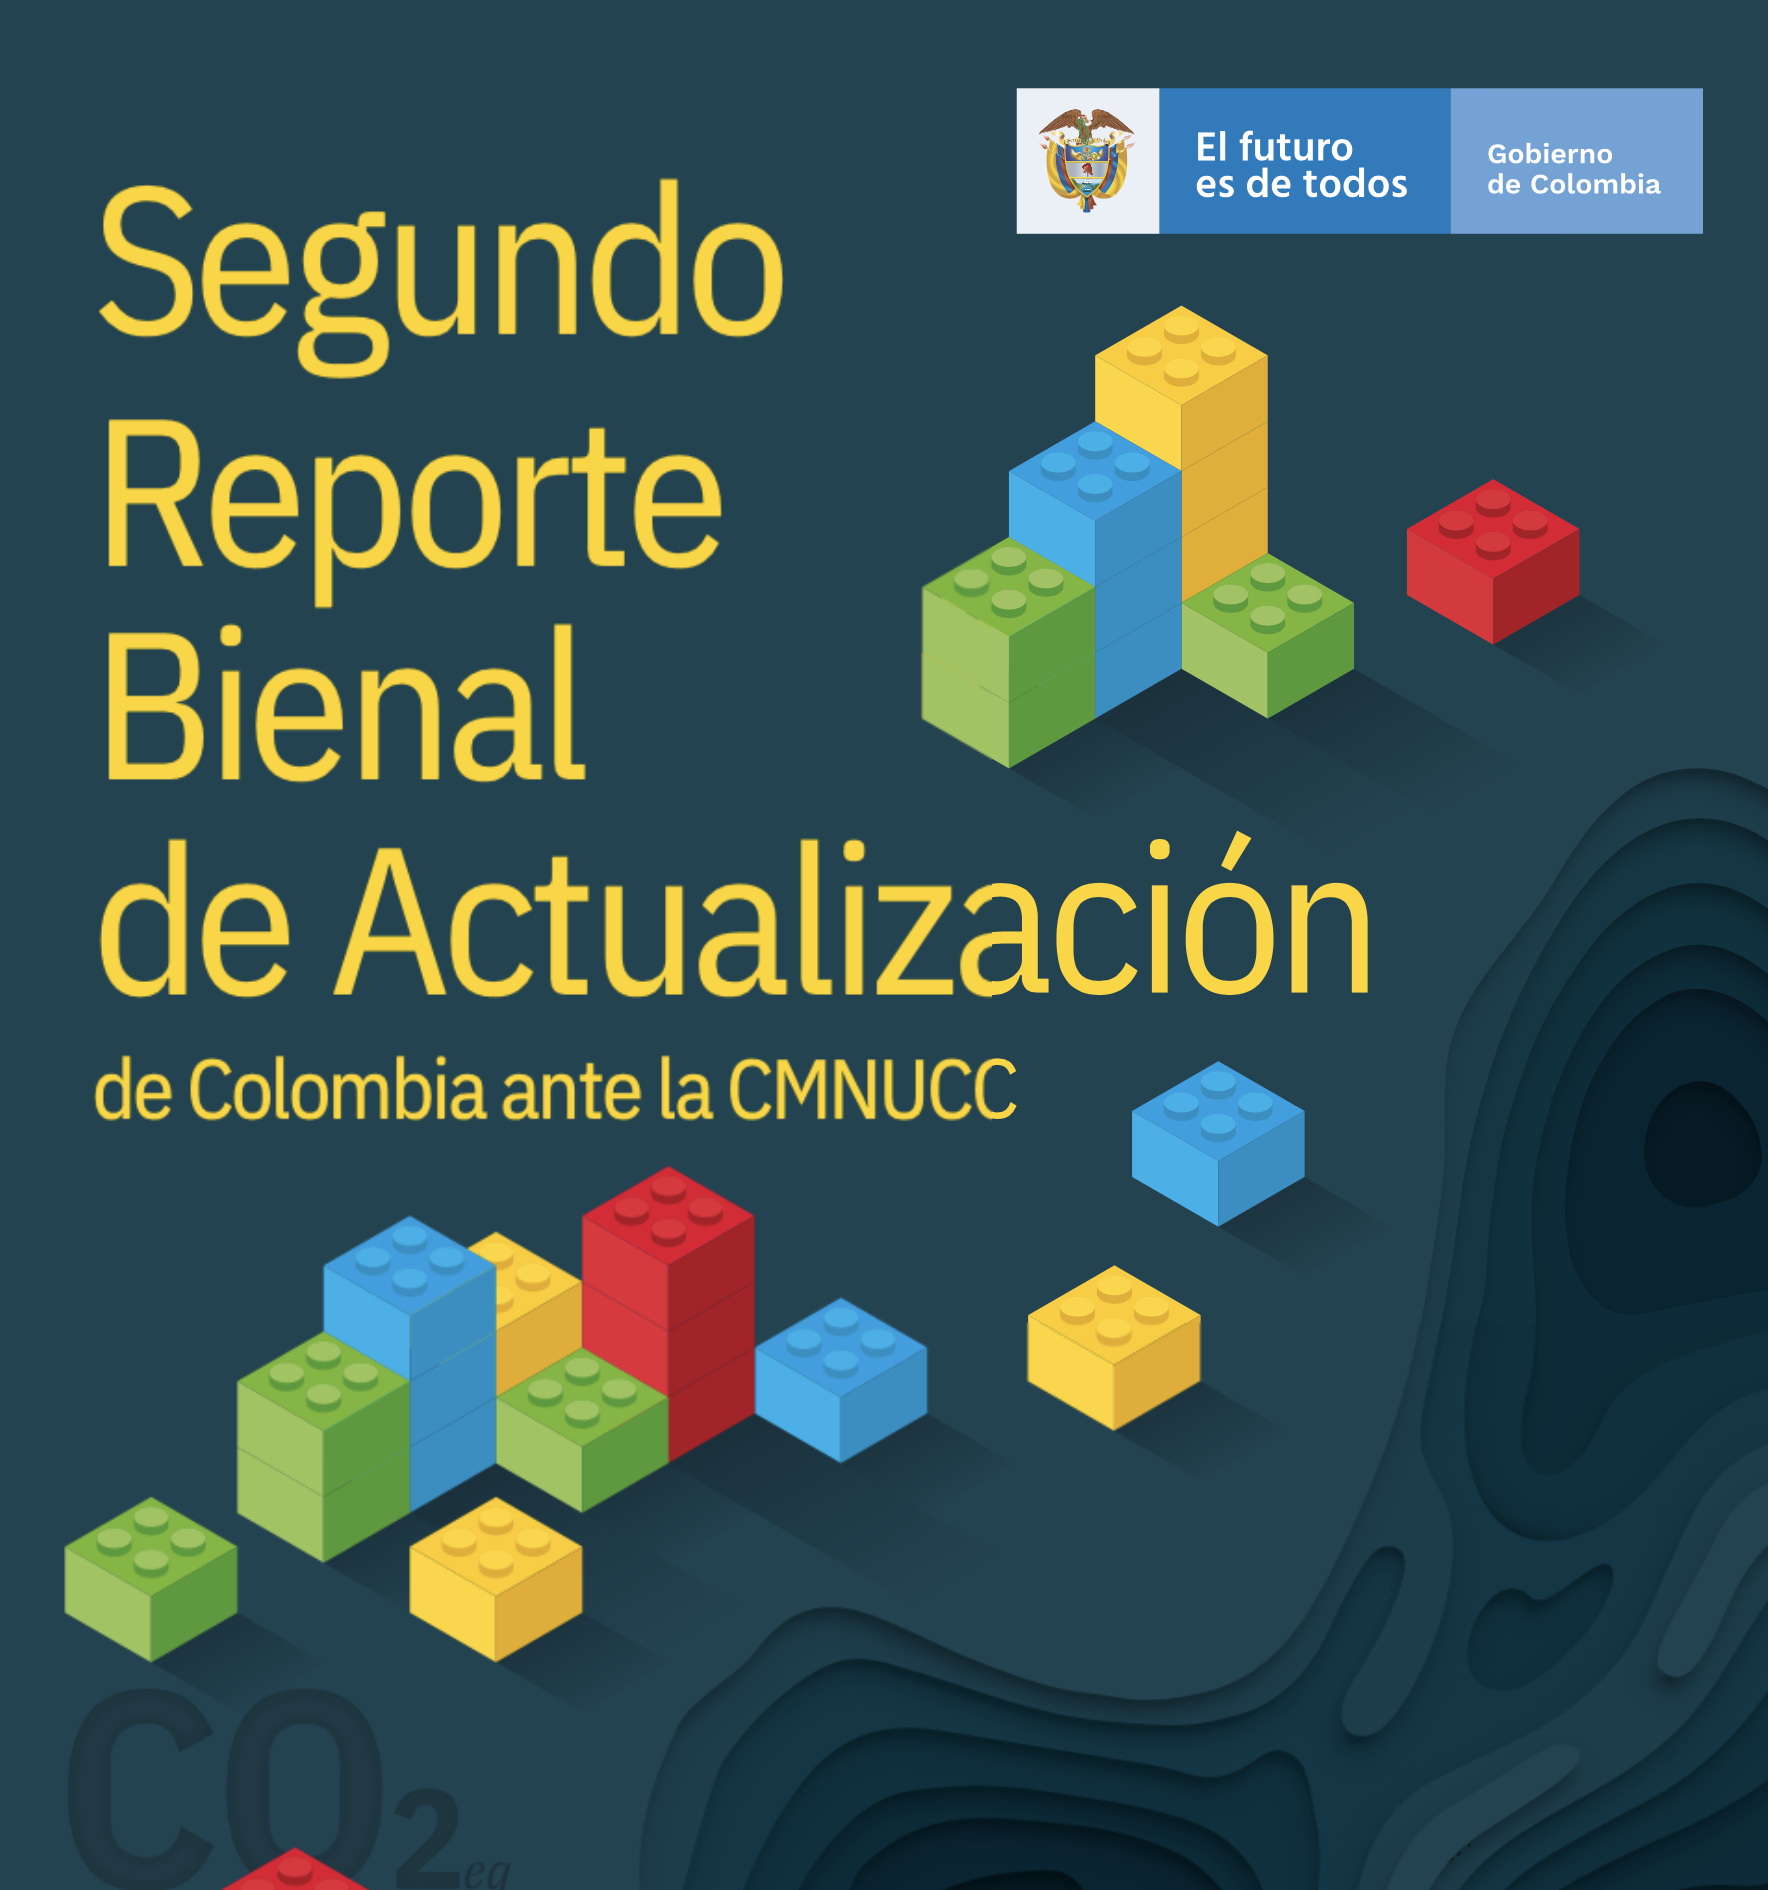 El futuro
es de todos
Gobierno
de Colombia
Segundo
Reporte
Bienal
de Actualización
de Colombia ante la CMNUCC
CO2eq